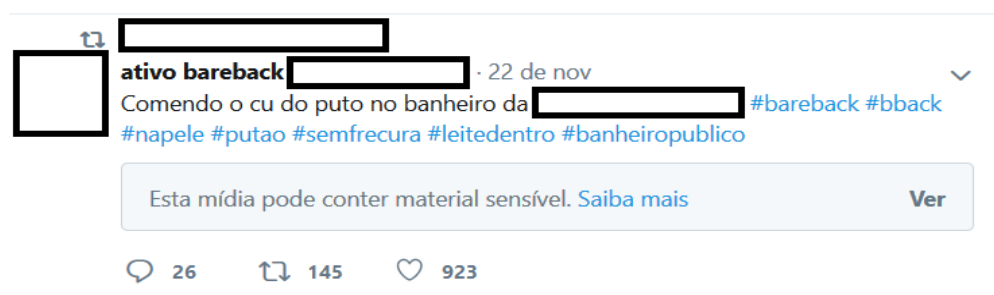 ativo bareback · 22 de nov
Comendo o cu do puto no banheiro da #bareback #bback
#napele #putao #semfrecura #leitedentro #banheiropublico
Esta mídia pode conter material sensível. Saiba mais Ver
26 145 923